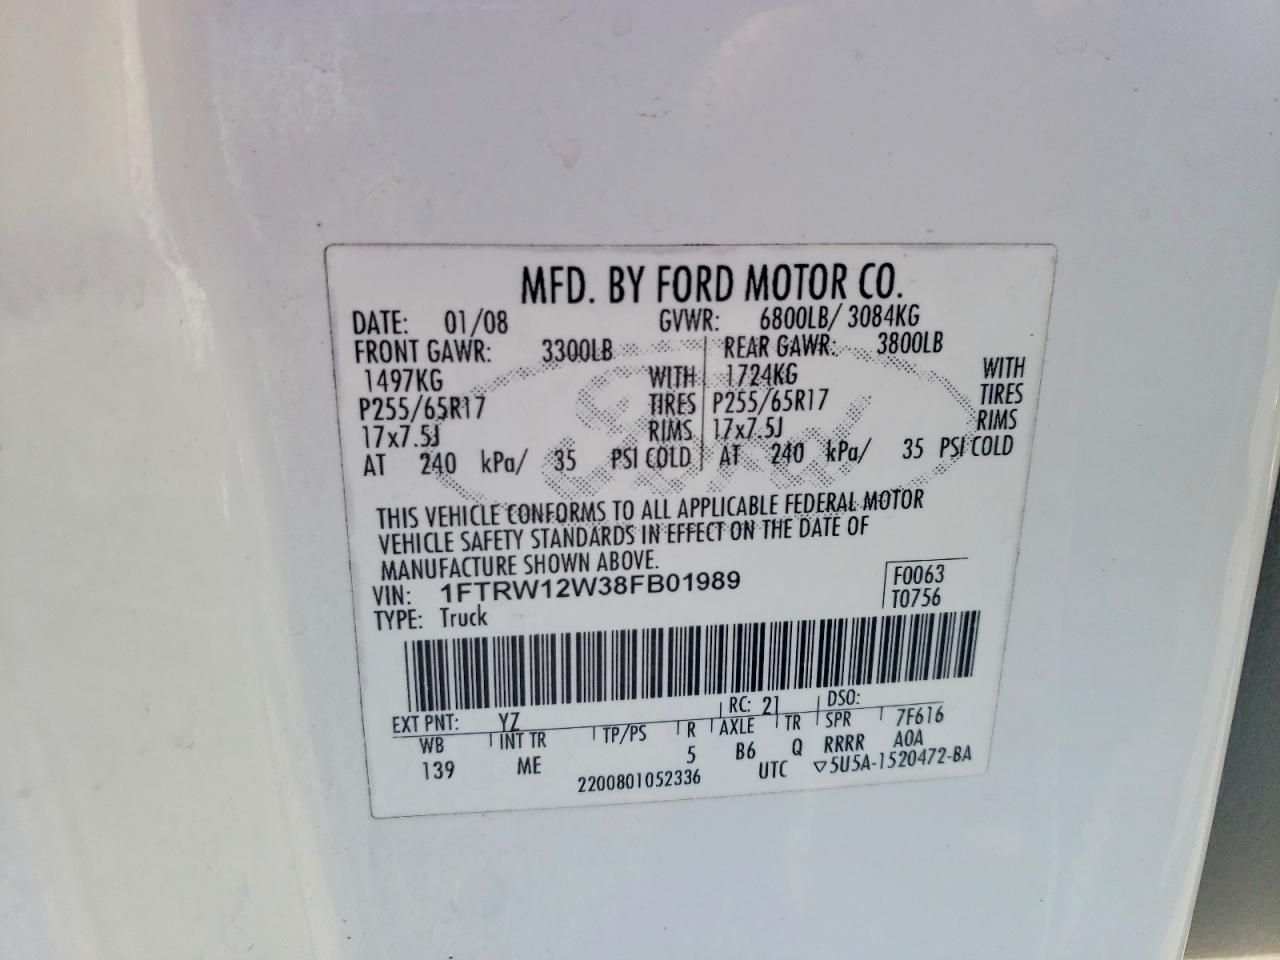 MFD. BY FORD MOTOR CO.
DATE: 01/08 GVWR: 6800LB/ 3084KG
FRONT GAWR: 3300LB REAR GAWR: 3800LB
1497KG WITH 1724KG WITH
P255/65R17 TIRES P255/65R17 TIRES
17x7.5J RIMS 17x7.5J RIMS
AT 240 kPa/ 35 PSI COLD AT 240 kPa/ 35 PSI COLD
Ford
THIS VEHICLE CONFORMS TO ALL APPLICABLE FEDERAL MOTOR
VEHICLE SAFETY STANDARDS IN EFFECT ON THE DATE OF
MANUFACTURE SHOWN ABOVE.
VIN: 1FTRW12W38FB01989 F0063
TYPE: Truck T0756
EXT PNT: YZ RC: 21 DSO:
WB INT TR TP/PS R AXLE TR SPR 7F616
139 ME 5 B6 Q RRRR A0A
2200801052336 UTC ▽5U5A-1520472-BA